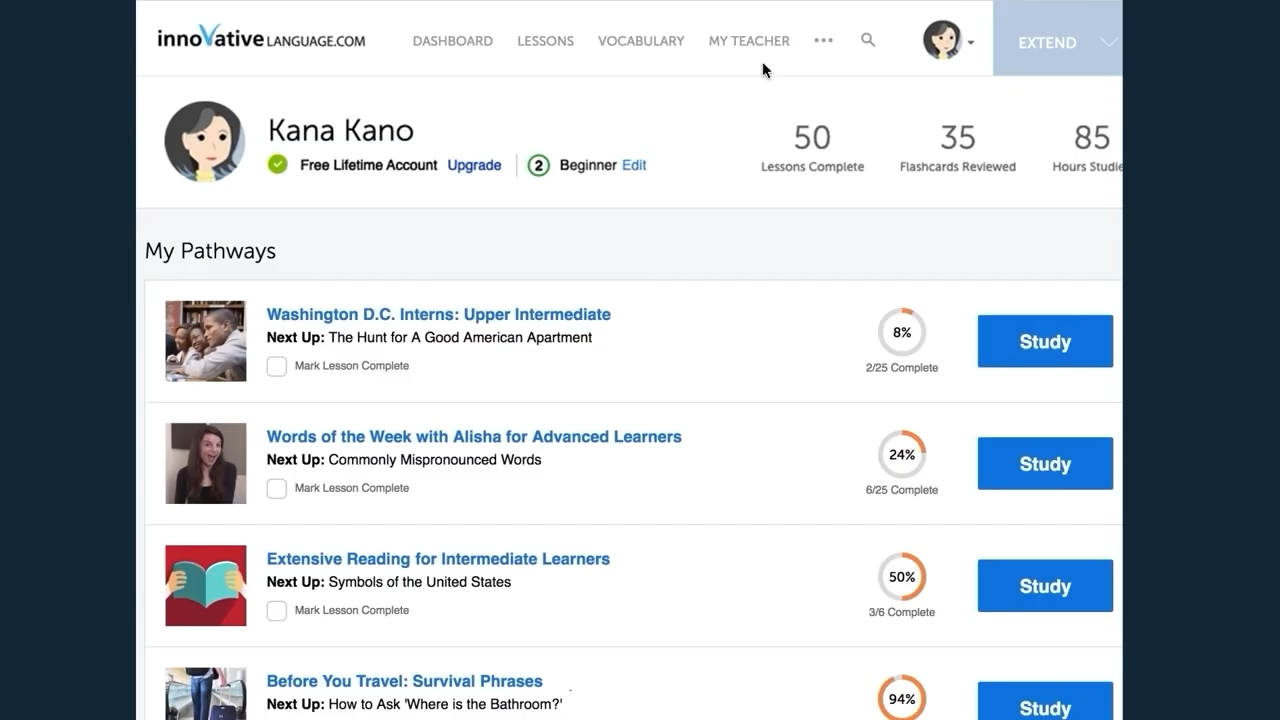 innoVative LANGUAGE.COM DASHBOARD LESSONS VOCABULARY MY TEACHER ••• EXTEND
Kana Kano
Free Lifetime Account Upgrade 2 Beginner Edit
50 35 85
Lessons Complete Flashcards Reviewed Hours
My Pathways
Washington D.C. Interns: Upper Intermediate
Next Up: The Hunt for A Good American Apartment
Mark Lesson Complete
8%
2/25 Complete
Study
Words of the Week with Alisha for Advanced Learners
Next Up: Commonly Mispronounced Words
Mark Lesson Complete
24%
6/25 Complete
Study
Extensive Reading for Intermediate Learners
Next Up: Symbols of the United States
Mark Lesson Complete
50%
3/6 Complete
Study
Before You Travel: Survival Phrases
Next Up: How to Ask 'Where is the Bathroom?'
94%
Study